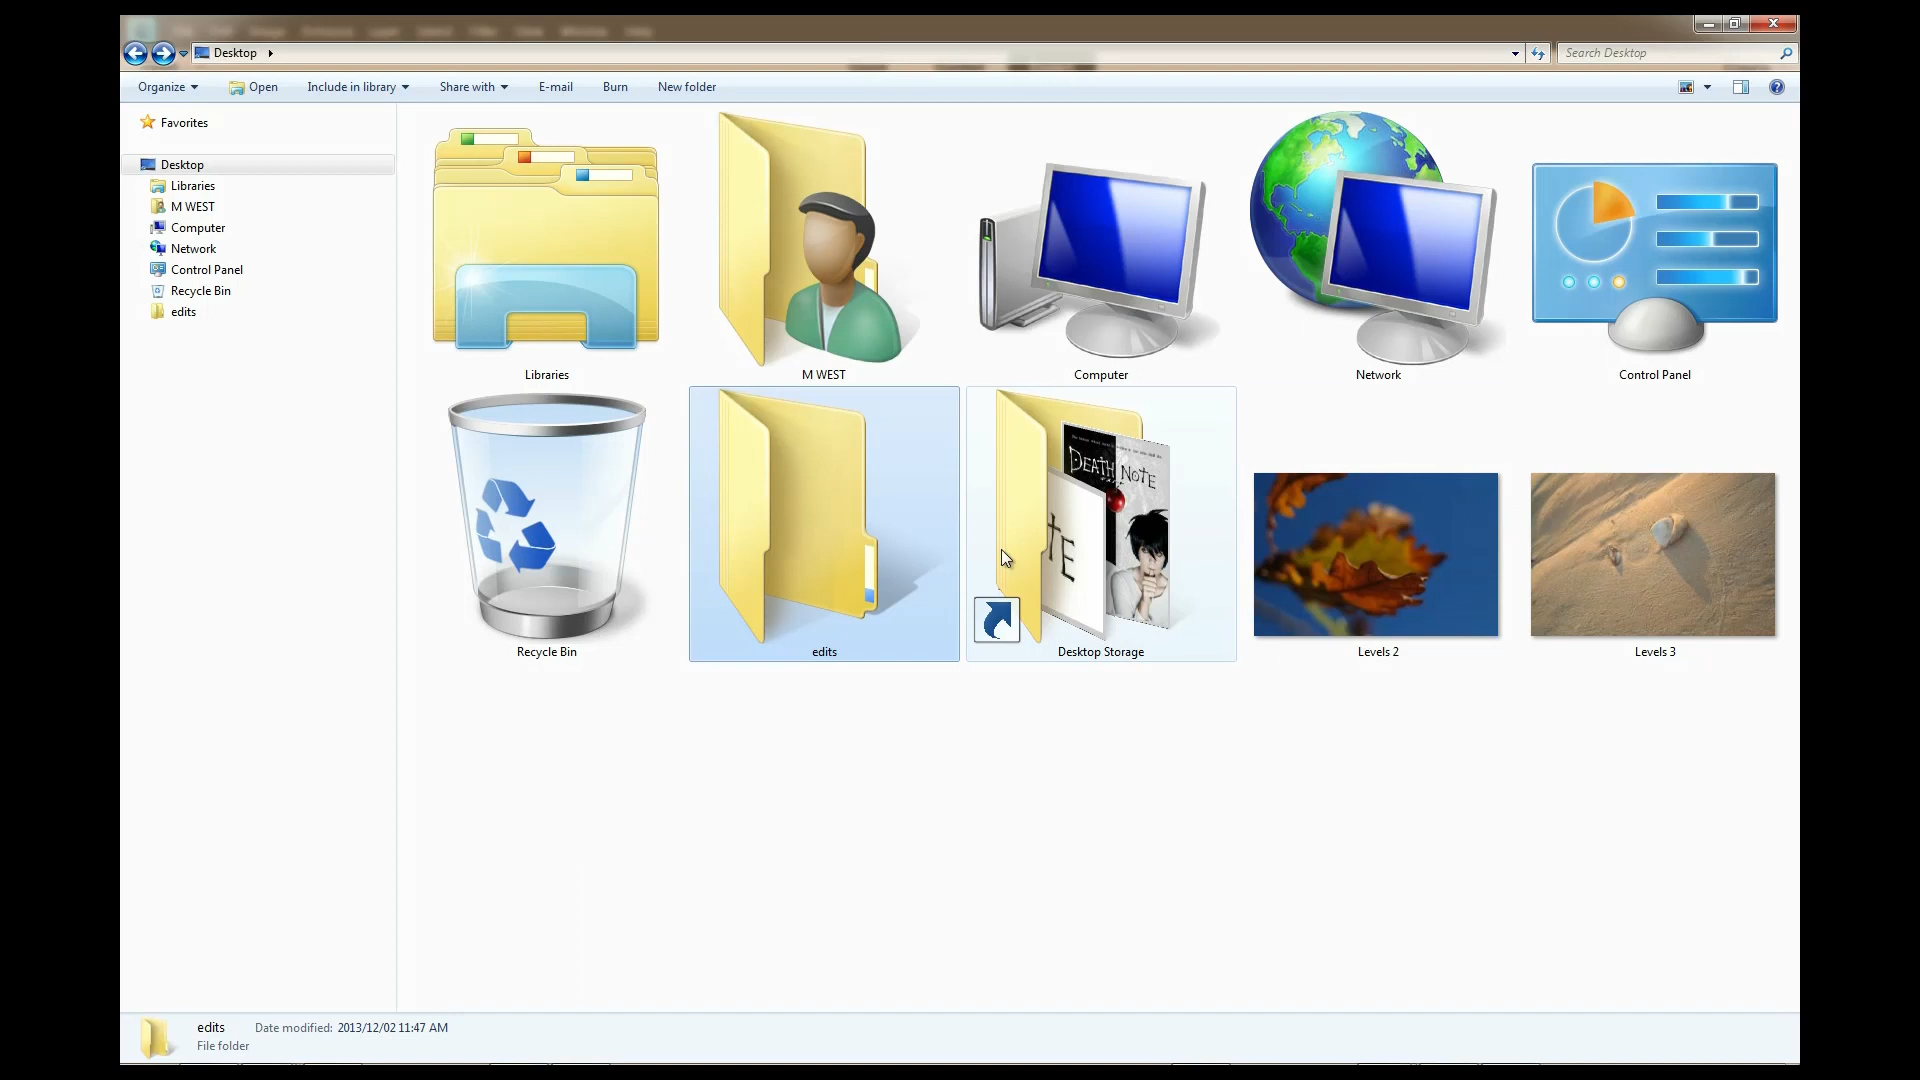 Desktop
Search Desktop
Organize
Open
Include in library
Share with
E-mail
Burn
New folder
Favorites
Desktop
Libraries
M WEST
Computer
Network
Control Panel
Recycle Bin
edits
Libraries
M WEST
Computer
Network
Control Panel
DEATH NOTE
Recycle Bin
edits
Desktop Storage
Levels 2
Levels 3
edits
Date modified: 2013/12/02 11:47 AM
File folder